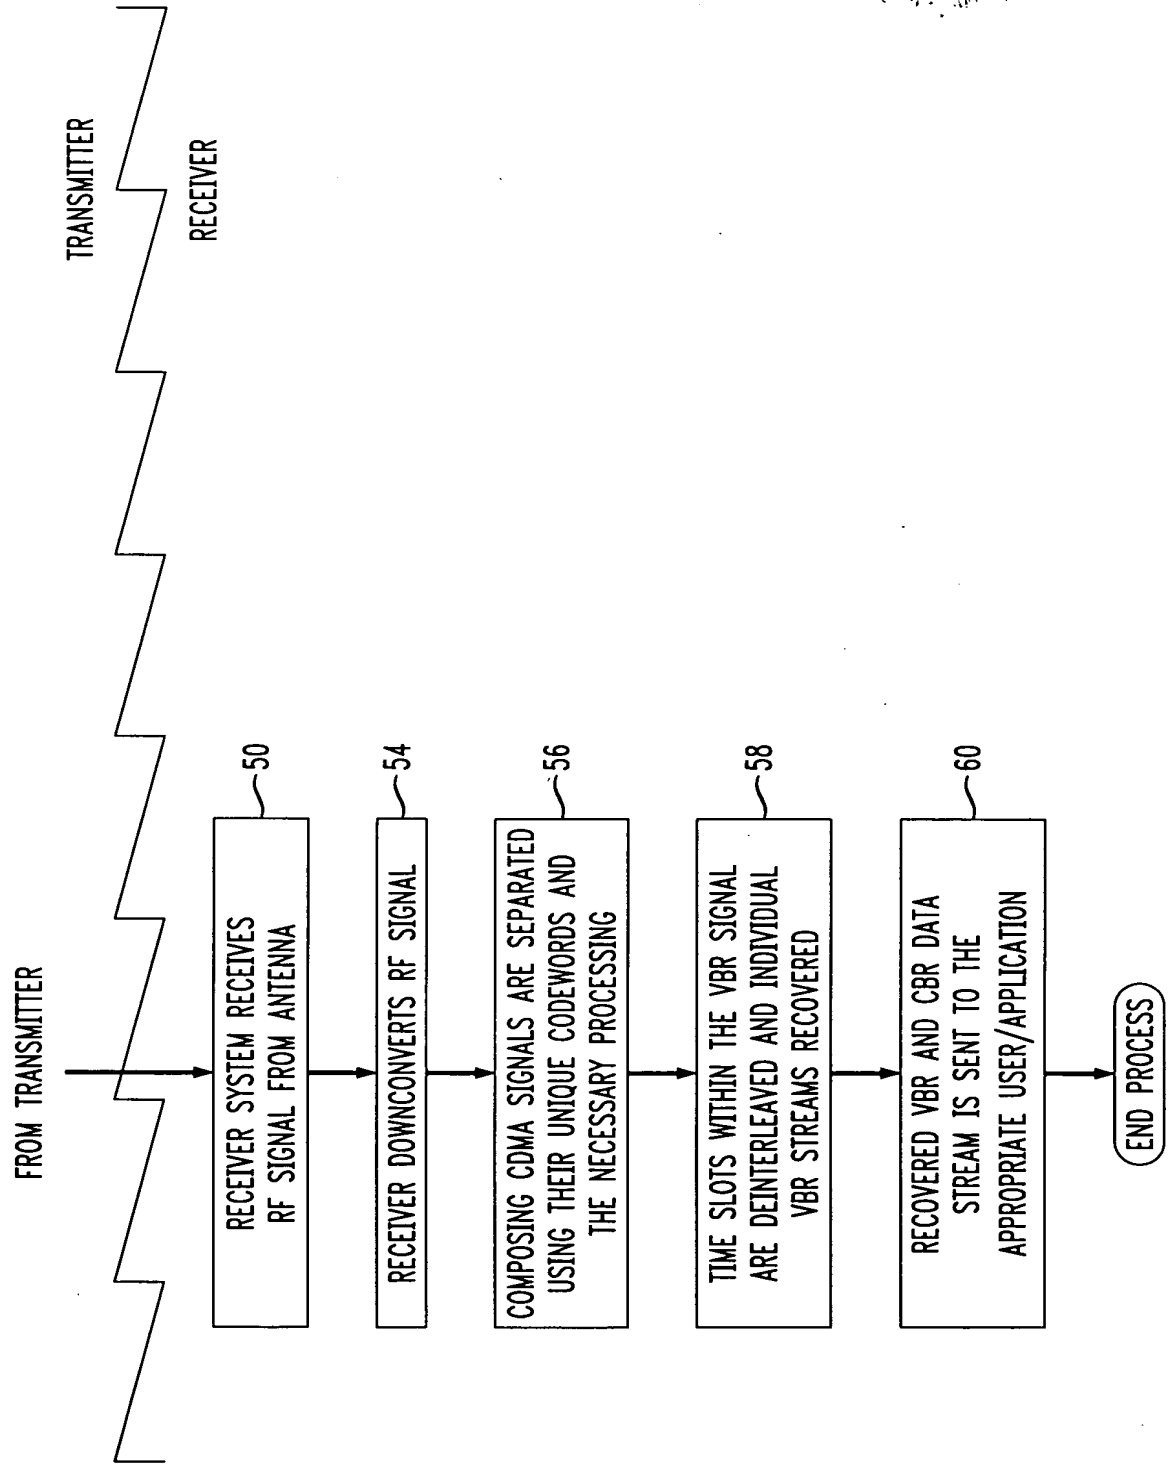 FROM TRANSMITTER
TRANSMITTER
RECEIVER
RECEIVER SYSTEM RECEIVES
RF SIGNAL FROM ANTENNA
50
RECEIVER DOWNCONVERTS RF SIGNAL
54
COMPOSING CDMA SIGNALS ARE SEPARATED
USING THEIR UNIQUE CODEWORDS AND
THE NECESSARY PROCESSING
56
TIME SLOTS WITHIN THE VBR SIGNAL
ARE DEINTERLEAVED AND INDIVIDUAL
VBR STREAMS RECOVERED
58
RECOVERED VBR AND CBR DATA
STREAM IS SENT TO THE
APPROPRIATE USER/APPLICATION
60
END PROCESS